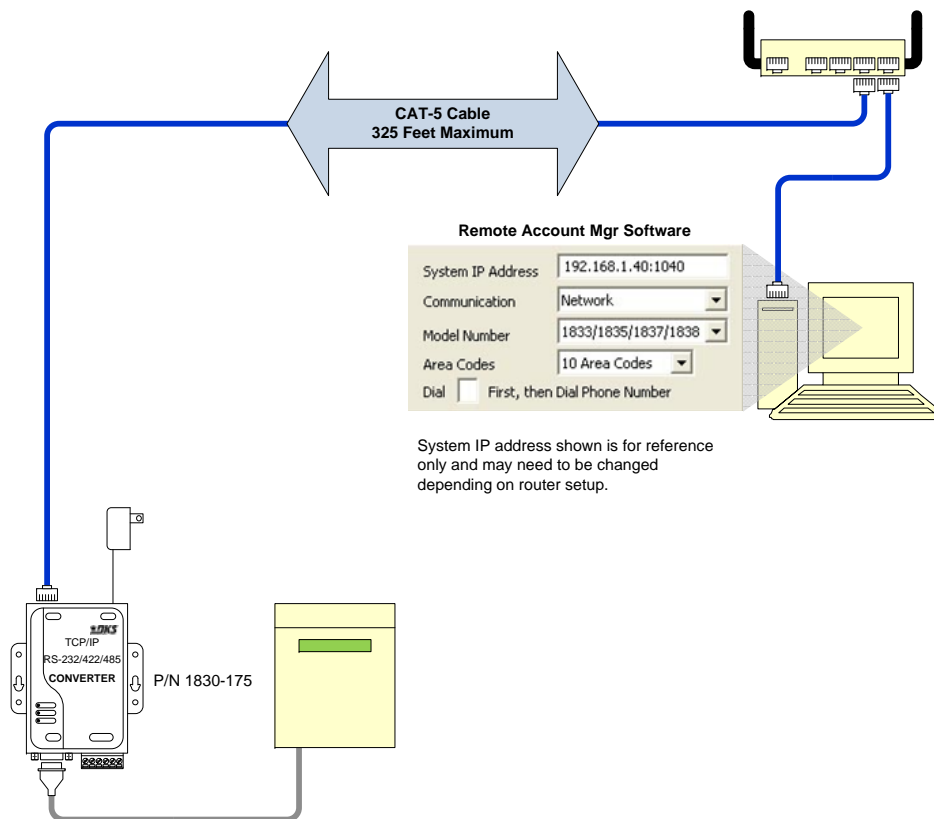 CAT-5 Cable
325 Feet Maximum
Remote Account Mgr Software
System IP Address 192.168.1.40:1040
Communication Network
Model Number 1833/1835/1837/1838
Area Codes 10 Area Codes
Dial First, then Dial Phone Number
System IP address shown is for reference
only and may need to be changed
depending on router setup.
DKS
TCP/IP
RS-232/422/485
CONVERTER
P/N 1830-175